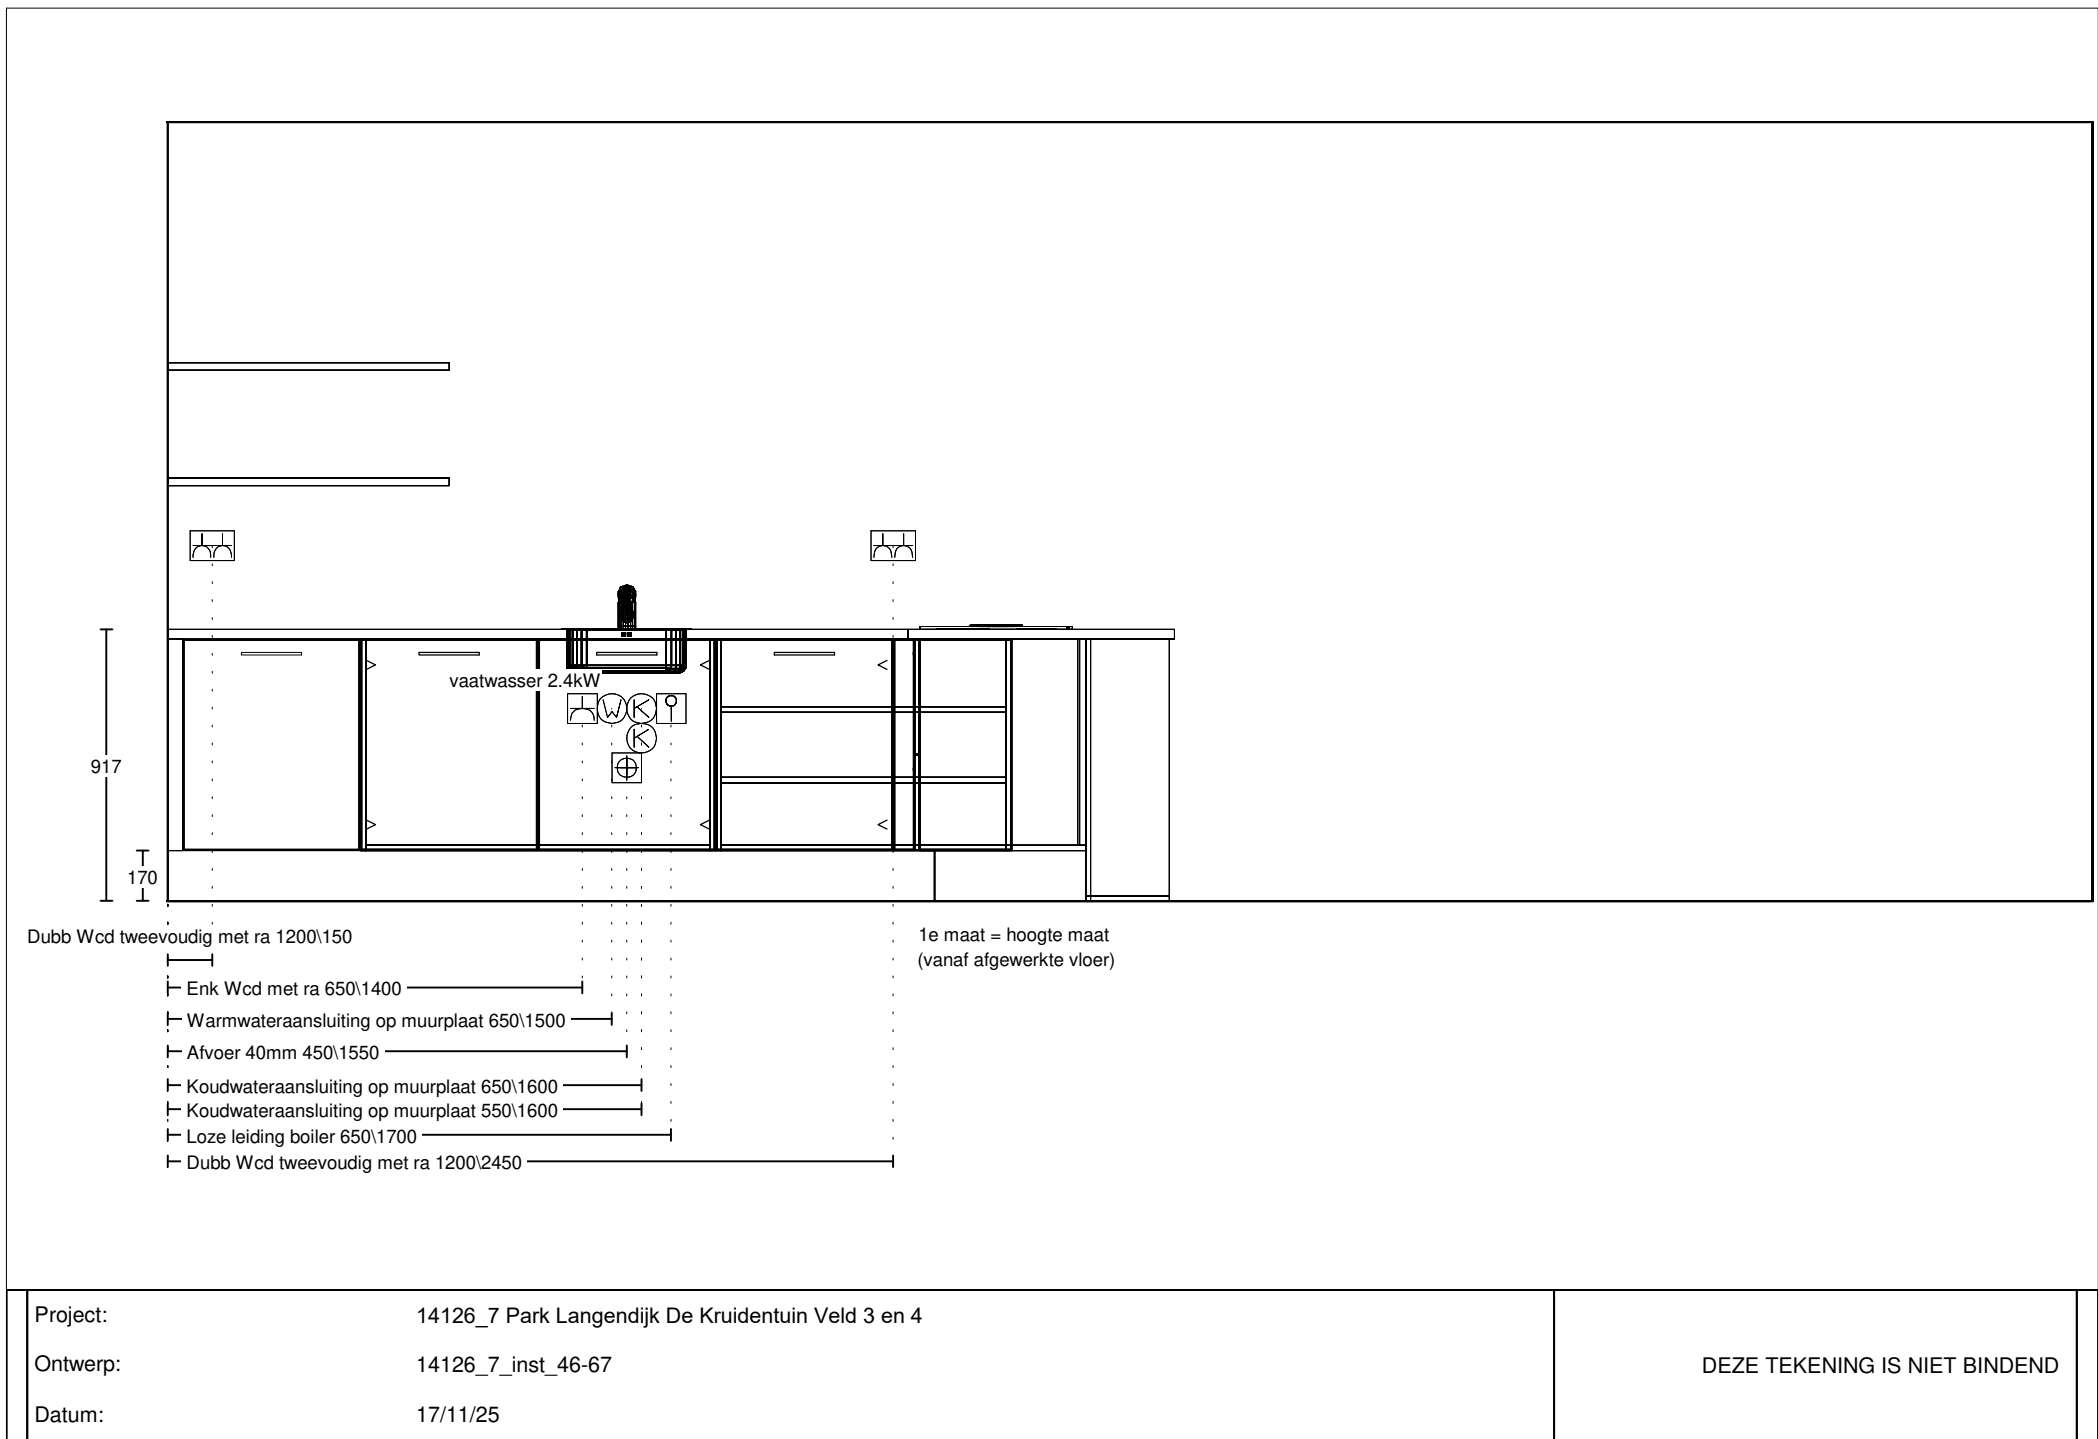 vaatwasser 2.4kW
W
K
K
917
170
Dubb Wcd tweevoudig met ra 1200\150
1e maat = hoogte maat
(vanaf afgewerkte vloer)
Enk Wcd met ra 650\1400
Warmwateraansluiting op muurplaat 650\1500
Afvoer 40mm 450\1550
Koudwateraansluiting op muurplaat 650\1600
Koudwateraansluiting op muurplaat 550\1600
Loze leiding boiler 650\1700
Dubb Wcd tweevoudig met ra 1200\2450
Project: 14126_7 Park Langendijk De Kruidentuin Veld 3 en 4
Ontwerp: 14126_7_inst_46-67
DEZE TEKENING IS NIET BINDEND
Datum: 17/11/25